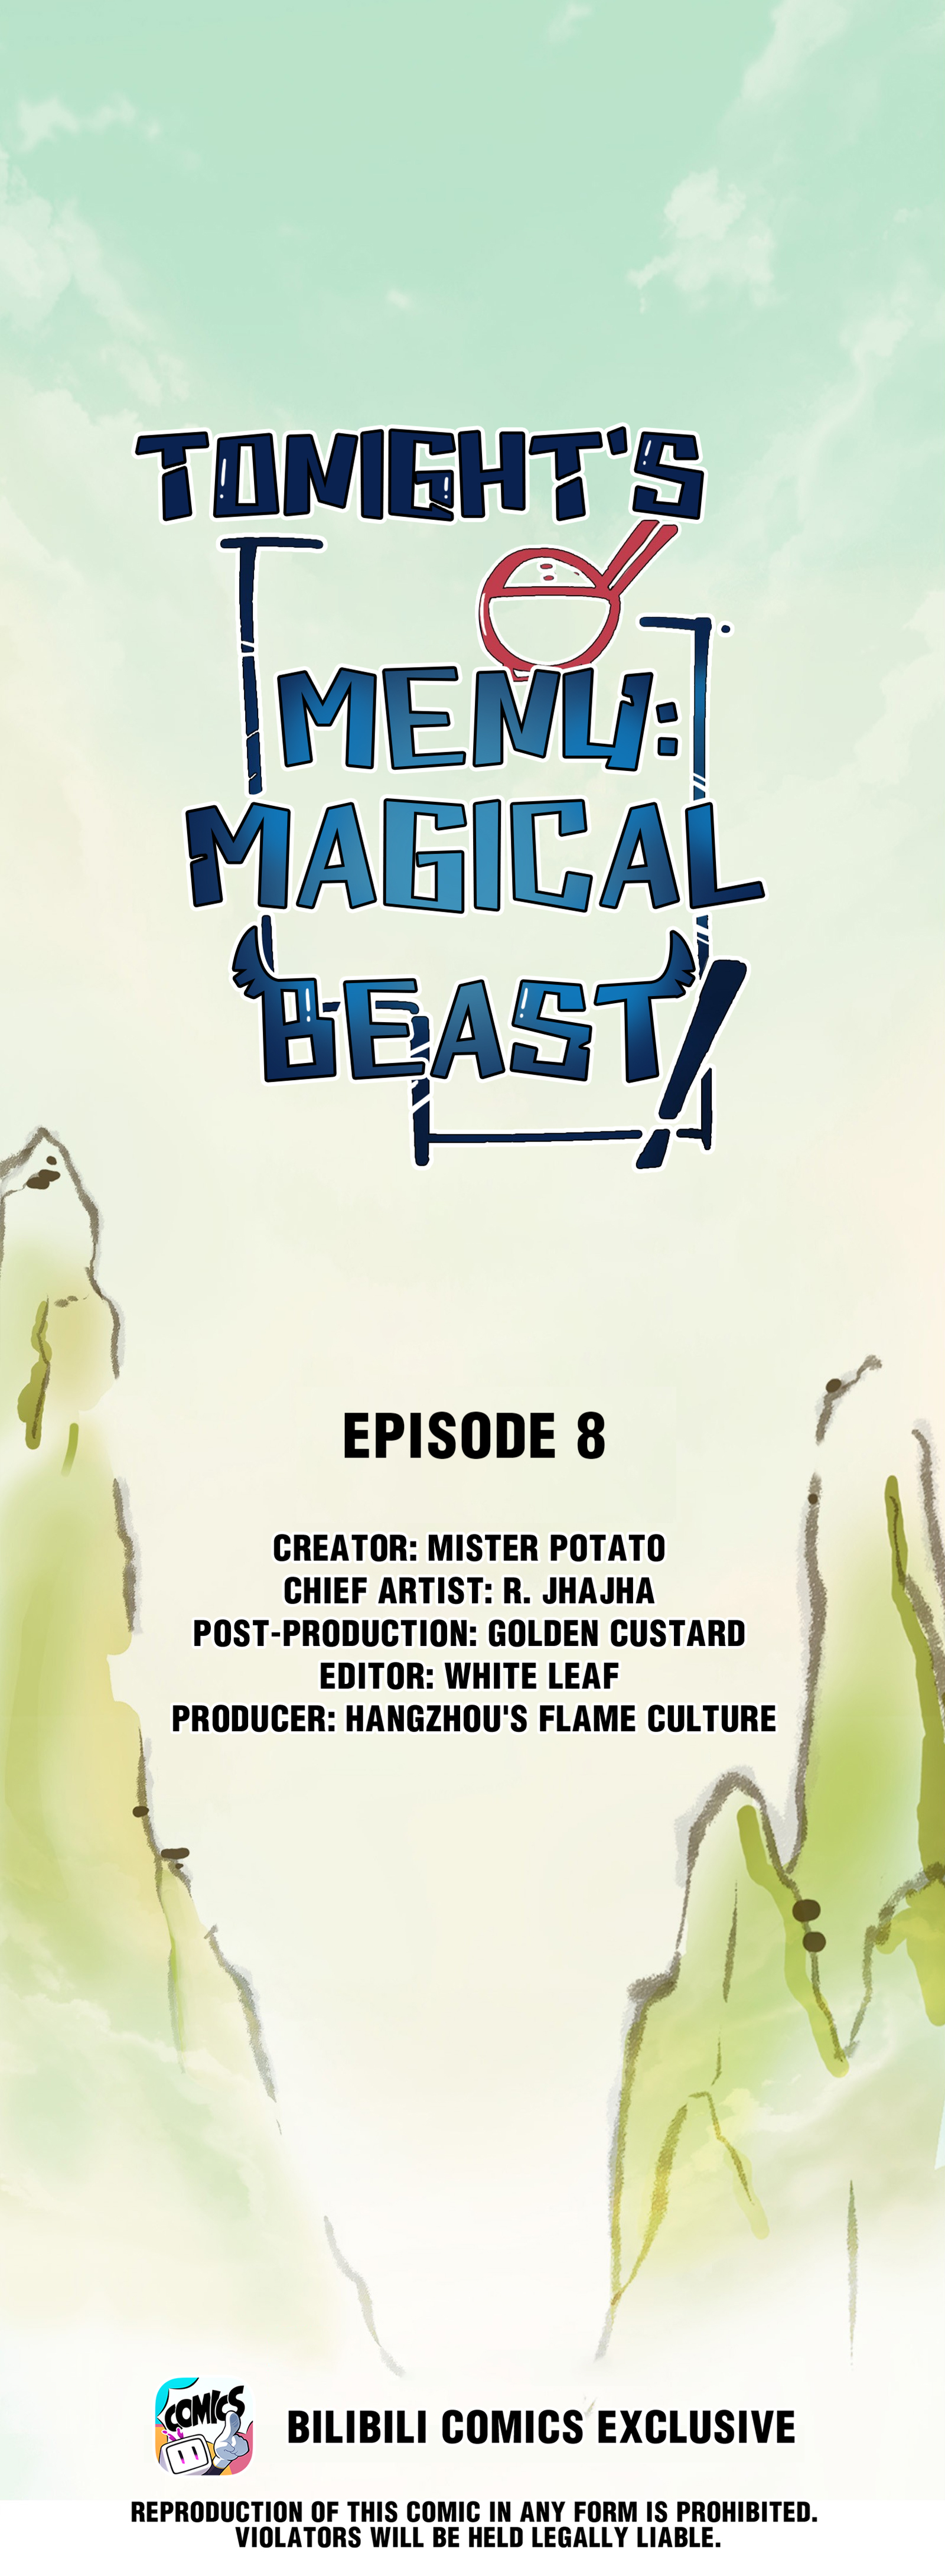 TONIGHT'S
MENU:
MAGICAL
BEAST
EPISODE 8
CREATOR: MISTER POTATO
CHIEF ARTIST: R. JHAJHA
POST-PRODUCTION: GOLDEN CUSTARD
EDITOR: WHITE LEAF
PRODUCER: HANGZHOU'S FLAME CULTURE
COMICS
BILIBILI COMICS EXCLUSIVE
REPRODUCTION OF THIS COMIC IN ANY FORM IS PROHIBITED.
VIOLATORS WILL BE HELD LEGALLY LIABLE.